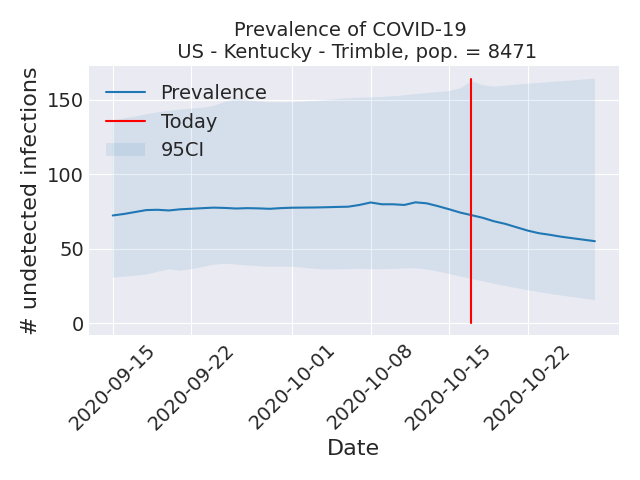 Prevalence of COVID-19
US - Kentucky - Trimble, pop. = 8471
# undetected infections
150
100
50
0
Prevalence
Today
95CI
2020-09-15
2020-09-22
2020-10-01
2020-10-08
2020-10-15
2020-10-22
Date